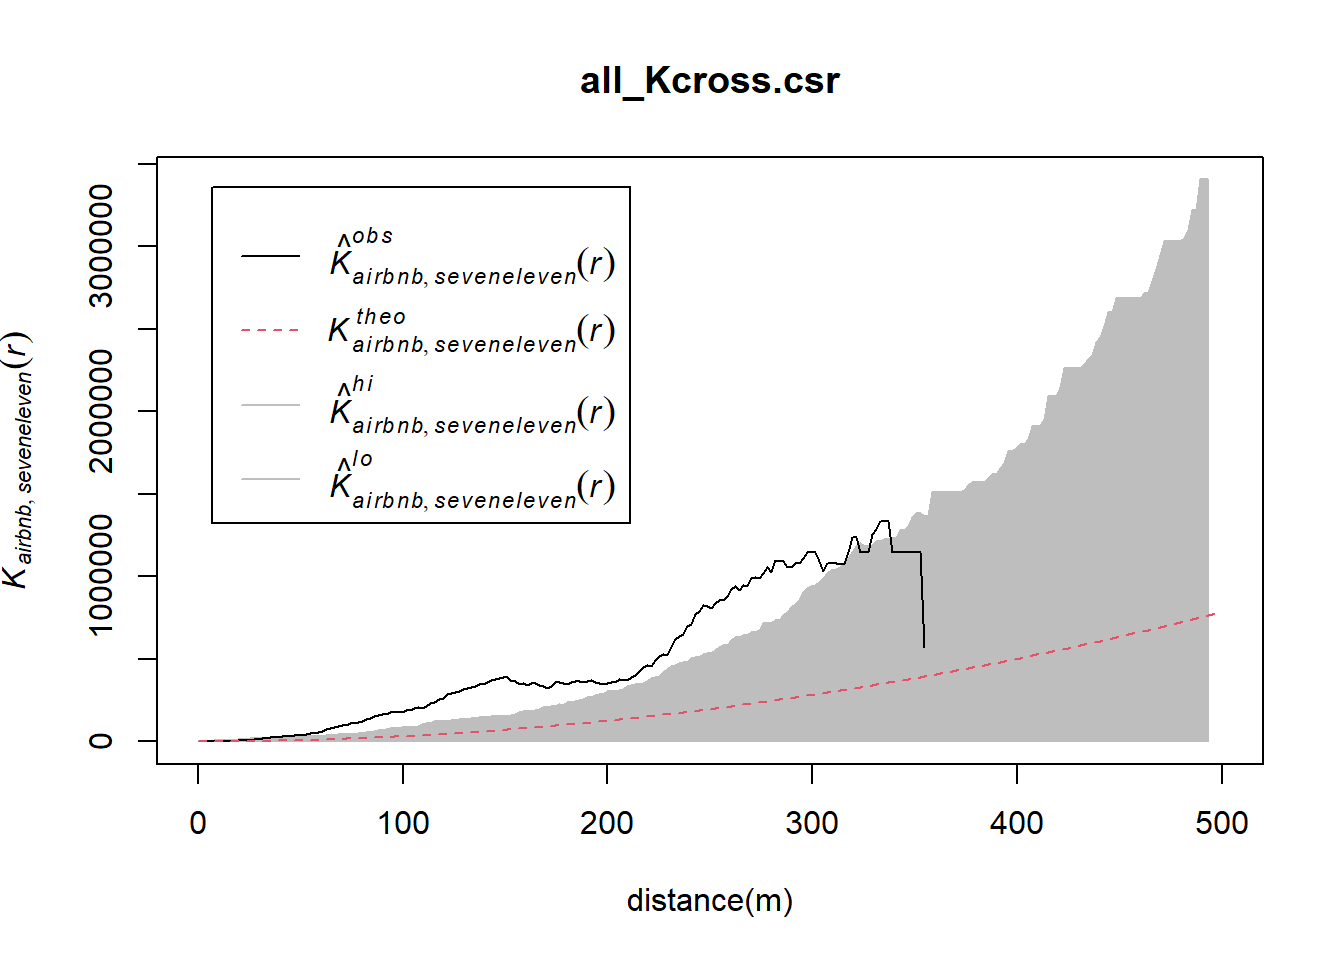 all_Kcross.csr
K̂ᵒᵇˢ airbnb, seveneleven(r)
Kᵗʰᵉᵒ airbnb, seveneleven(r)
K̂ʰⁱ airbnb, seveneleven(r)
K̂ˡᵒ airbnb, seveneleven(r)
K airbnb, seveneleven(r)
3000000
2000000
1000000
0
0 100 200 300 400 500
distance(m)